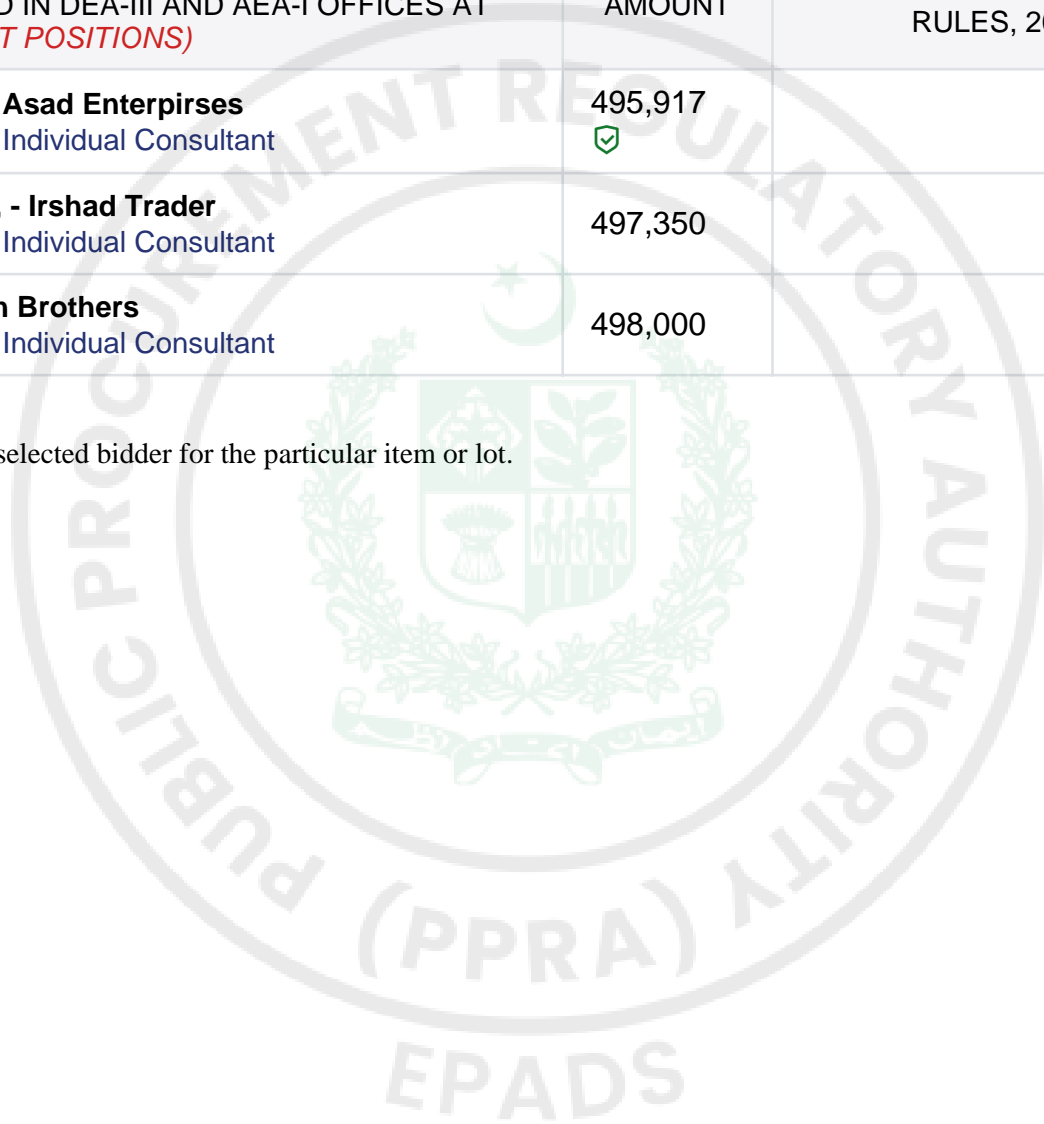 D IN DEA-III AND AEA-I OFFICES AT
T POSITIONS)
AMOUNT
RULES, 20
Asad Enterpirses
Individual Consultant
495,917
- Irshad Trader
Individual Consultant
497,350
n Brothers
Individual Consultant
498,000
selected bidder for the particular item or lot.
PUBLIC PROCUREMENT REGULATORY AUTHORITY
(PPRA)
EPADS